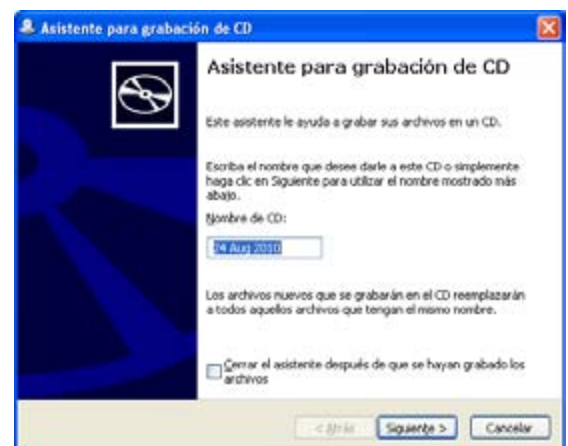 Asistente para grabación de CD
Asistente para grabación de CD
Este asistente le ayuda a grabar sus archivos en un CD.
Escriba el nombre que desee darle a este CD o simplemente
haga clic en Siguiente para utilizar el nombre mostrado más
abajo.
Nombre de CD:
24 Aug 2010
Los archivos nuevos que se grabarán en el CD reemplazarán
a todos aquellos archivos que tengan el mismo nombre.
Cerrar el asistente después de que se hayan grabado los
archivos
< Atrás Siguiente > Cancelar